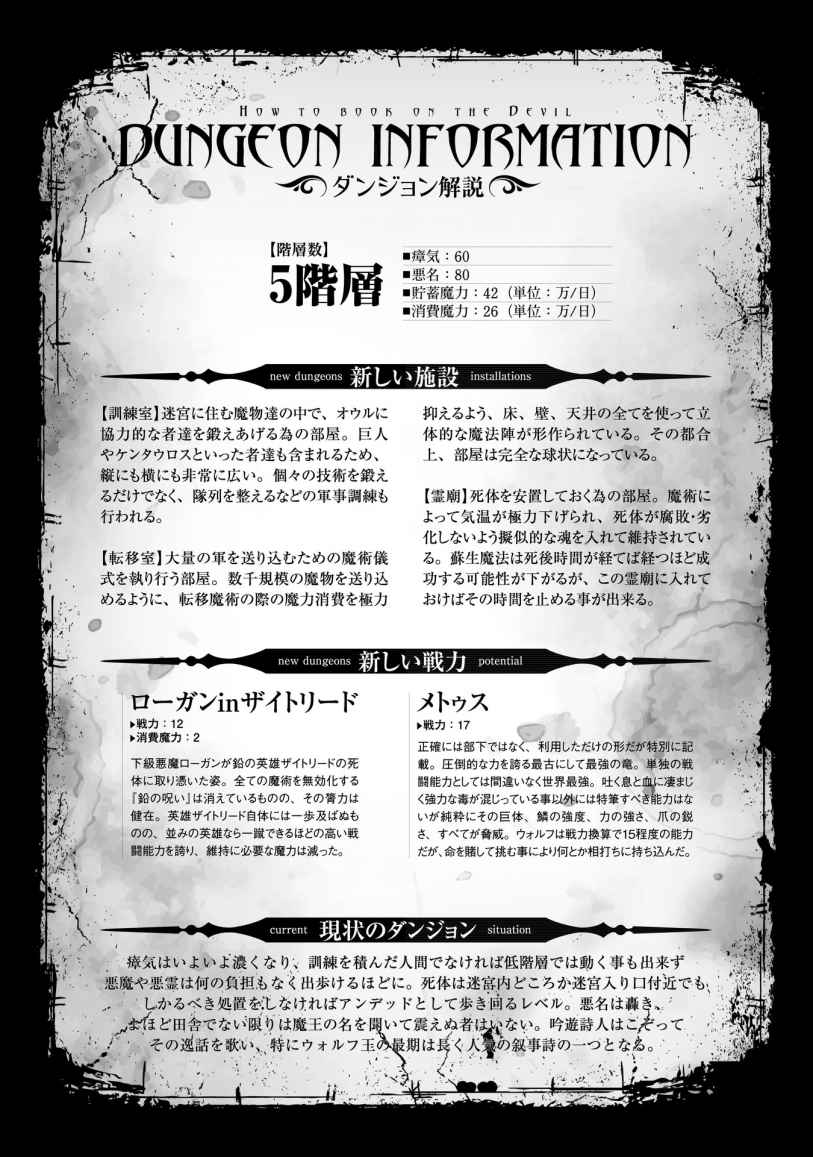 HOW TO BOOK ON THE DEVIL
DUNGEON INFORMATION
ダンジョン解説
【階層数】
5階層
■瘴気：60
■悪名：80
■貯蓄魔力：42（単位：万/日）
■消費魔力：26（単位：万/日）
new dungeons 新しい施設 installations
【訓練室】迷宮に住む魔物達の中で、オウルに
協力的な者達を鍛えあげる為の部屋。巨人
やケンタウロスといった者達も含まれるため、
縦にも横にも非常に広い。個々の技術を鍛え
るだけでなく、隊列を整えるなどの軍事調練も
行われる。
【転移室】大量の軍を送り込むための魔術儀
式を執り行う部屋。数千規模の魔物を送り込
めるように、転移魔術の際の魔力消費を極力
抑えるよう、床、壁、天井の全てを使って立
体的な魔法陣が形作られている。その都合
上、部屋は完全な球状になっている。
【霊廟】死体を安置しておく為の部屋。魔術に
よって気温が極力下げられ、死体が腐敗・劣
化しないよう擬似的な魂を入れて維持されてい
る。蘇生魔法は死後時間が経てば経つほど成
功する可能性が下がるが、この霊廟に入れて
おけばその時間を止める事が出来る。
new dungeons 新しい戦力 potential
ローガンinザイトリード
▶戦力：12
▶消費魔力：2
下級悪魔ローガンが鉛の英雄ザイトリードの死
体に取り憑いた姿。全ての魔術を無効化する
『鉛の呪い』は消えているものの、その膂力は
健在。英雄ザイトリード自体には一歩及ばぬも
のの、並みの英雄なら一蹴できるほどの高い戦
闘能力を誇り、維持に必要な魔力は減った。
メトゥス
▶戦力：17
正確には部下ではなく、利用しただけの形だが特別に記
載。圧倒的な力を誇る最古にして最強の竜。単独の戦
闘能力としては間違いなく世界最強。吐く息と血に凄まじ
く強力な毒が混じっている事以外には特筆すべき能力はな
いが純粋にその巨体、鱗の強度、力の強さ、爪の鋭
さ、すべてが脅威。ウォルフは戦力換算で15程度の能力
だが、命を賭して挑む事により何とか相打ちに持ち込んだ。
current 現状のダンジョン situation
瘴気はいよいよ濃くなり、訓練を積んだ人間でなければ低階層では動く事も出来ず
悪魔や悪霊は何の負担もなく出歩けるほどに。死体は迷宮内どころか迷宮入り口付近でも、
しかるべき処置をしなければアンデッドとして歩き回るレベル。悪名は轟き、
よほど田舎でない限りは魔王の名を聞いて震えぬ者はいない。吟遊詩人はこぞって
その逸話を歌い、特にウォルフ王の最期は長く人気の叙事詩の一つとなる。